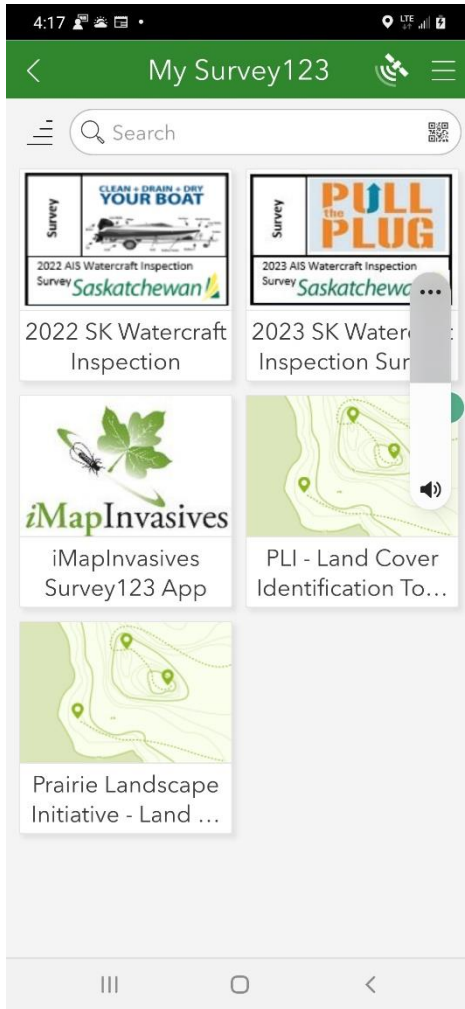 4:17
LTE
My Survey123
Search
Survey
CLEAN + DRAIN + DRY
YOUR BOAT
2022 AIS Watercraft Inspection
Survey Saskatchewan
2022 SK Watercraft
Inspection
Survey
PULL
the
PLUG
2023 AIS Watercraft Inspection
Survey Saskatchewa
2023 SK Water
Inspection Sur
iMapInvasives
iMapInvasives
Survey123 App
PLI - Land Cover
Identification To...
Prairie Landscape
Initiative - Land ...